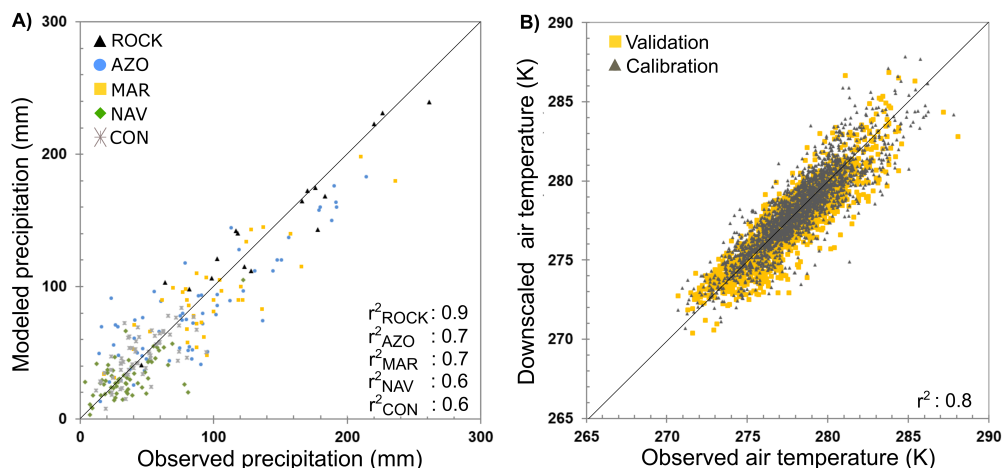 A)
300
200
100
0
0
100
200
300
Modeled precipitation (mm)
Observed precipitation (mm)
ROCK
AZO
MAR
NAV
CON
r²ROCK : 0.9
r²AZO : 0.7
r²MAR : 0.7
r²NAV : 0.6
r²CON : 0.6
B)
290
285
280
275
270
265
265
270
275
280
285
290
Downscaled air temperature (K)
Observed air temperature (K)
Validation
Calibration
r² : 0.8